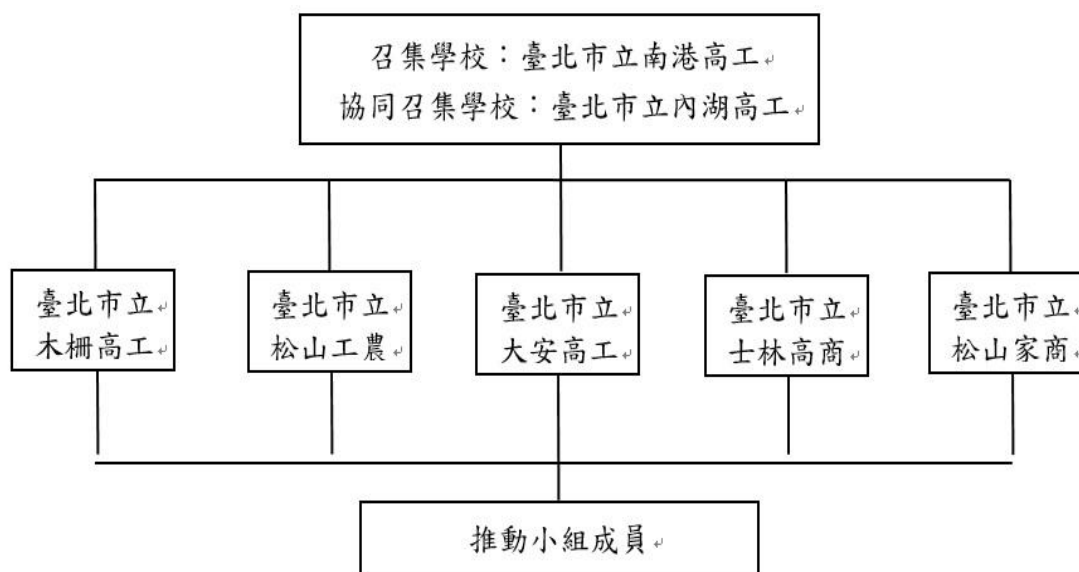 召集學校：臺北市立南港高工
協同召集學校：臺北市立內湖高工
臺北市立
木柵高工
臺北市立
松山工農
臺北市立
大安高工
臺北市立
士林高商
臺北市立
松山家商
推動小組成員